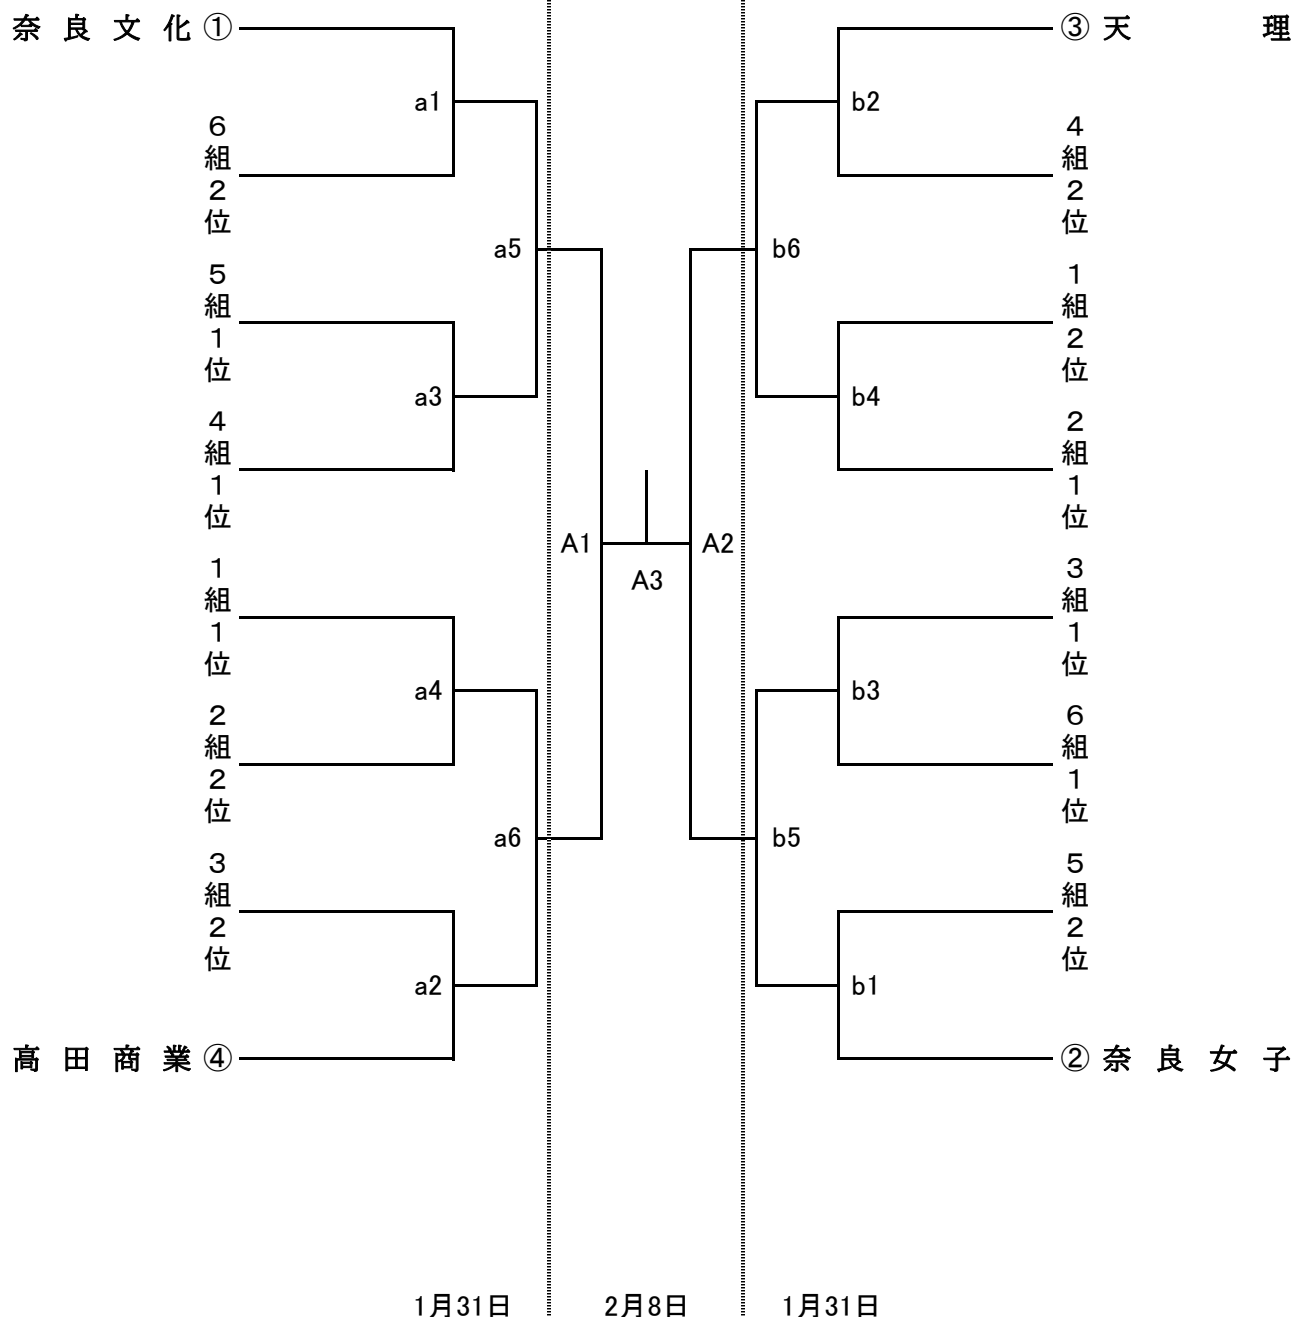 奈良文化①
6組2位
5組1位
4組1位
1組1位
2組2位
3組2位
高田商業④
a1
a3
a4
a2
a5
a6
A1
A3
A2
b6
b5
b2
b4
b3
b1
③天理
4組2位
1組2位
2組1位
3組1位
6組1位
5組2位
②奈良女子
1月31日
2月8日
1月31日